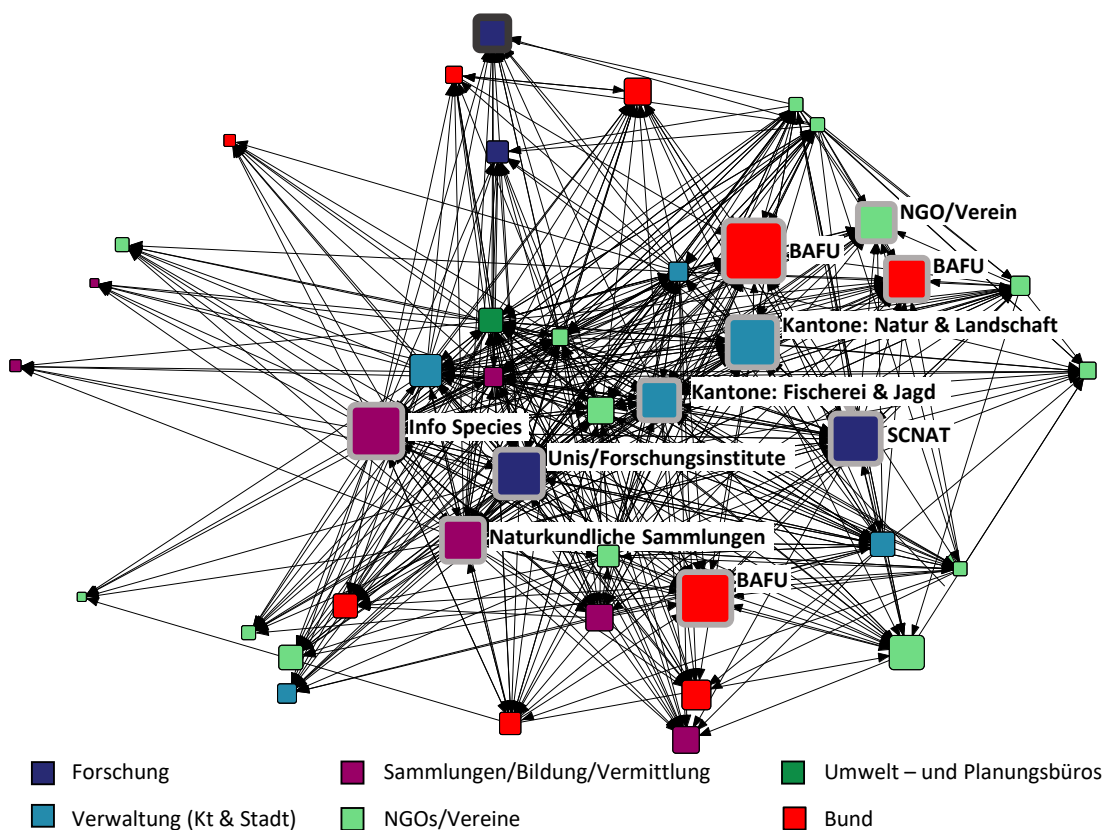 NGO/Verein
BAFU
BAFU
Kantone: Natur & Landschaft
Kantone: Fischerei & Jagd
Info Species
SCNAT
Unis/Forschungsinstitute
Naturkundliche Sammlungen
BAFU
Forschung
Sammlungen/Bildung/Vermittlung
Umwelt – und Planungsbüros
Verwaltung (Kt & Stadt)
NGOs/Vereine
Bund